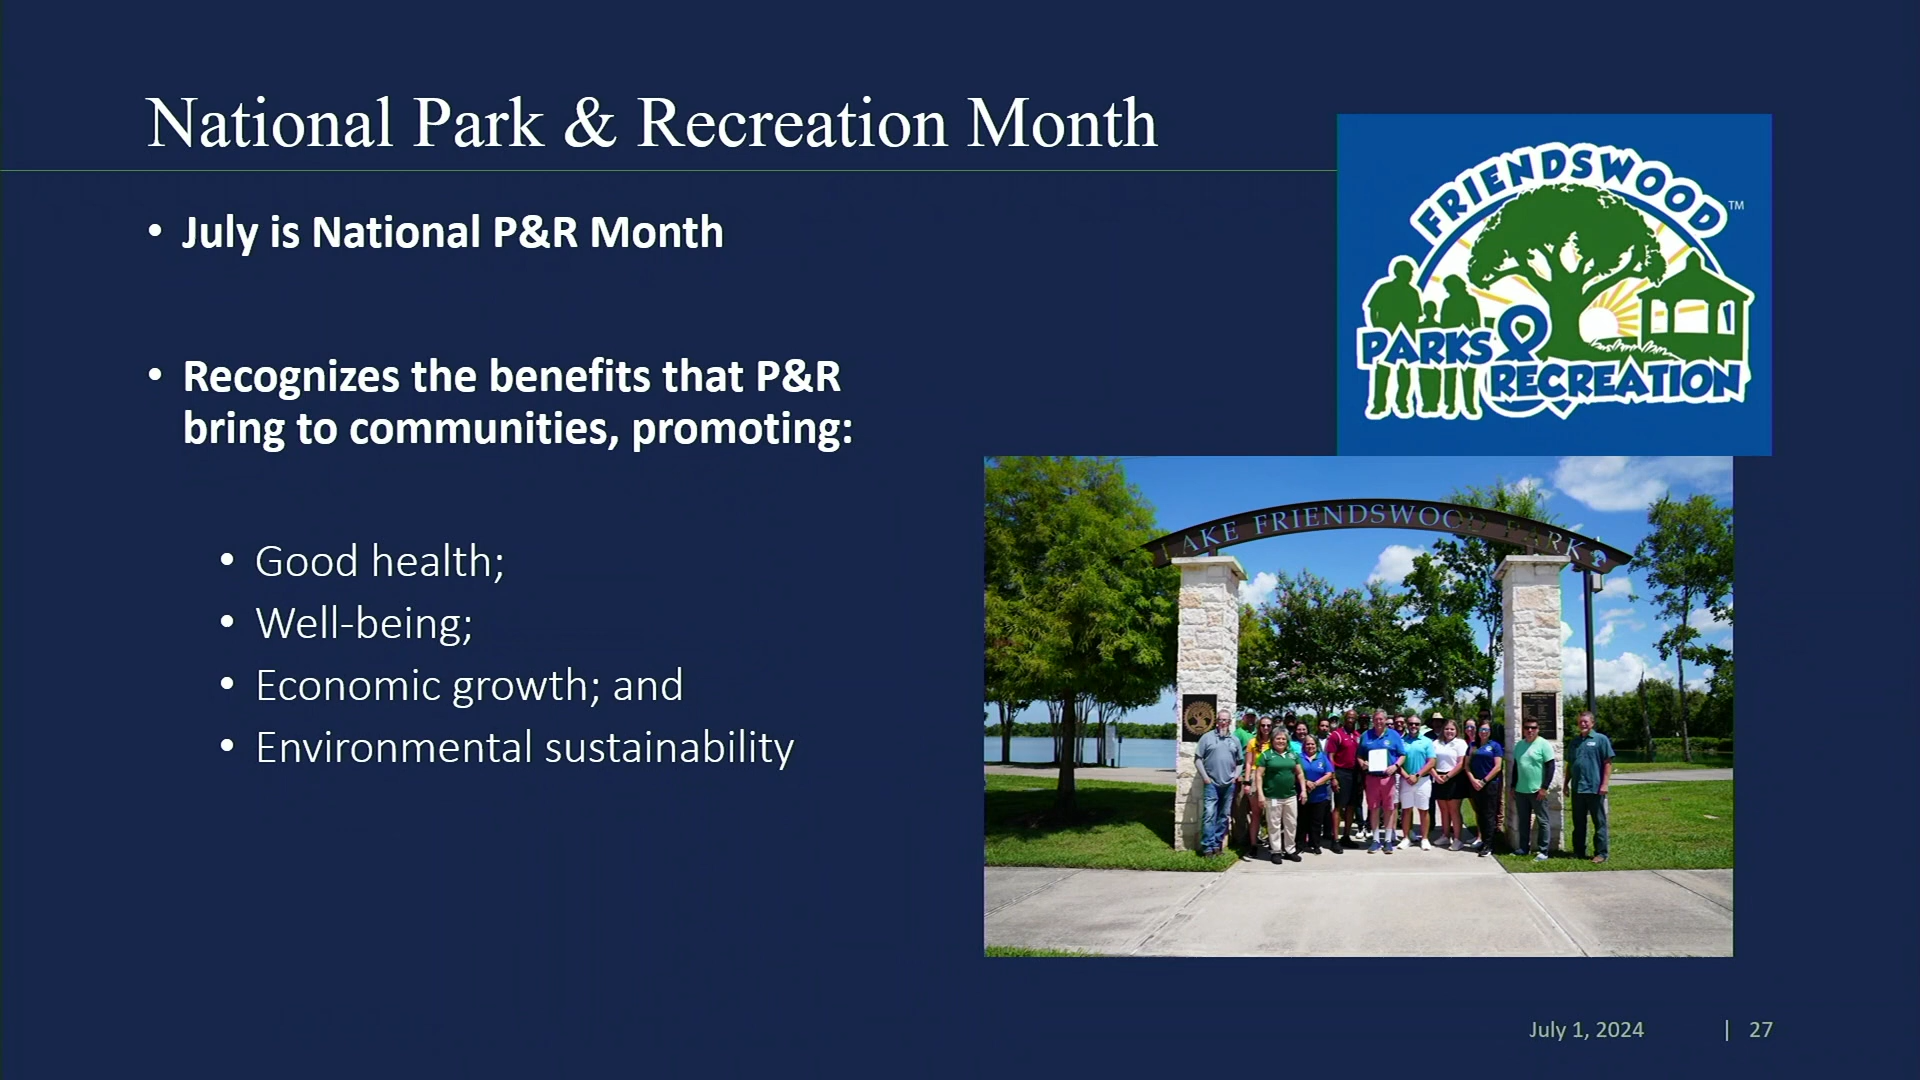 National Park & Recreation Month
FRIENDSWOOD
TM
PARKS &
RECREATION
• July is National P&R Month
• Recognizes the benefits that P&R
bring to communities, promoting:
• Good health;
• Well-being;
• Economic growth; and
• Environmental sustainability
LAKE FRIENDSWOOD PARK
July 1, 2024 | 27